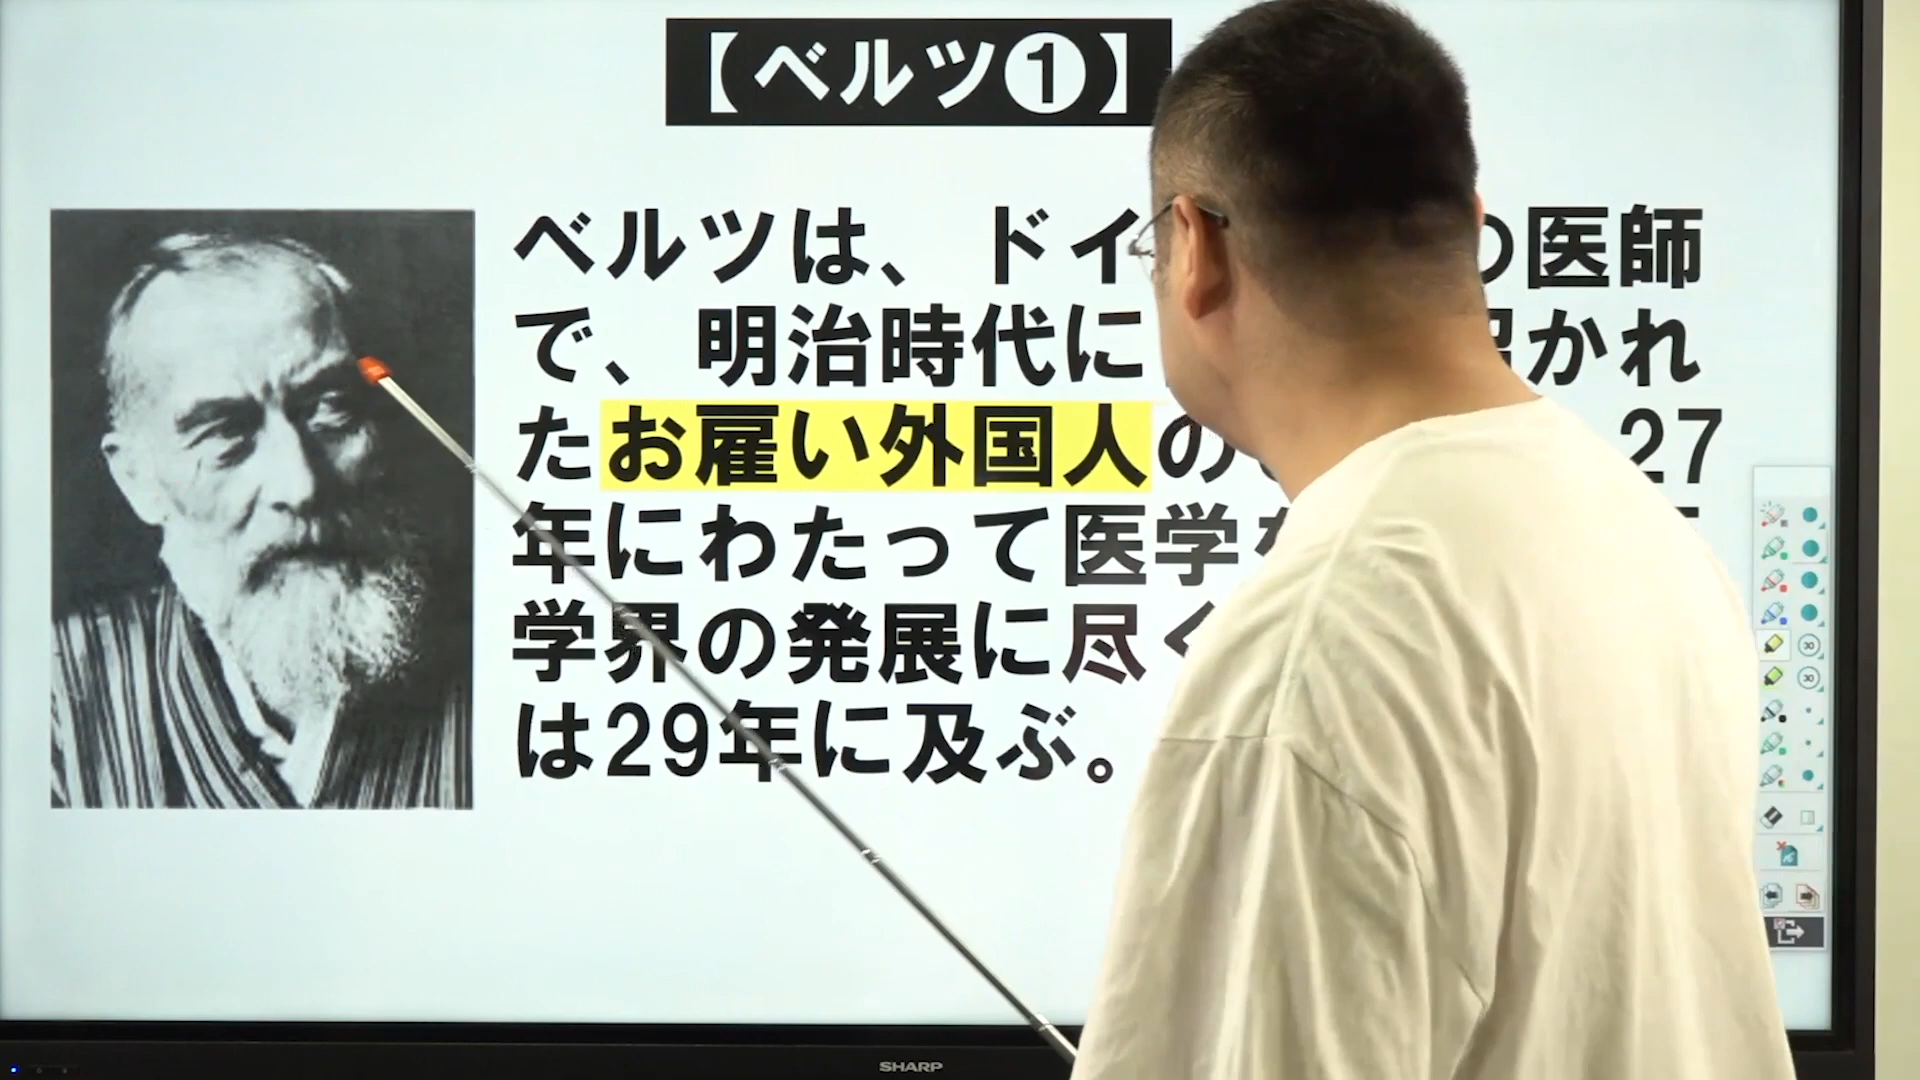 【ベルツ①】
ベルツは、ドイ の医師
で、明治時代に かれ
たお雇い外国人の 27
年にわたって医学
学界の発展に尽く
は29年に及ぶ。
30
30
SHARP